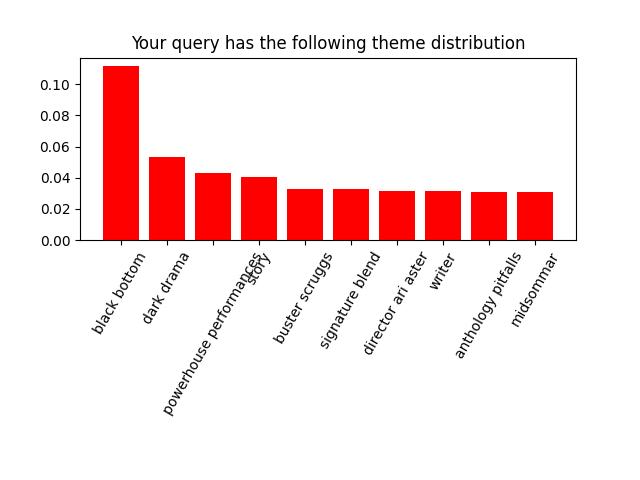 Your query has the following theme distribution
0.10
0.08
0.06
0.04
0.02
0.00
black bottom
dark drama
powerhouse performances
story
buster scruggs
signature blend
director ari aster
writer
anthology pitfalls
midsommar